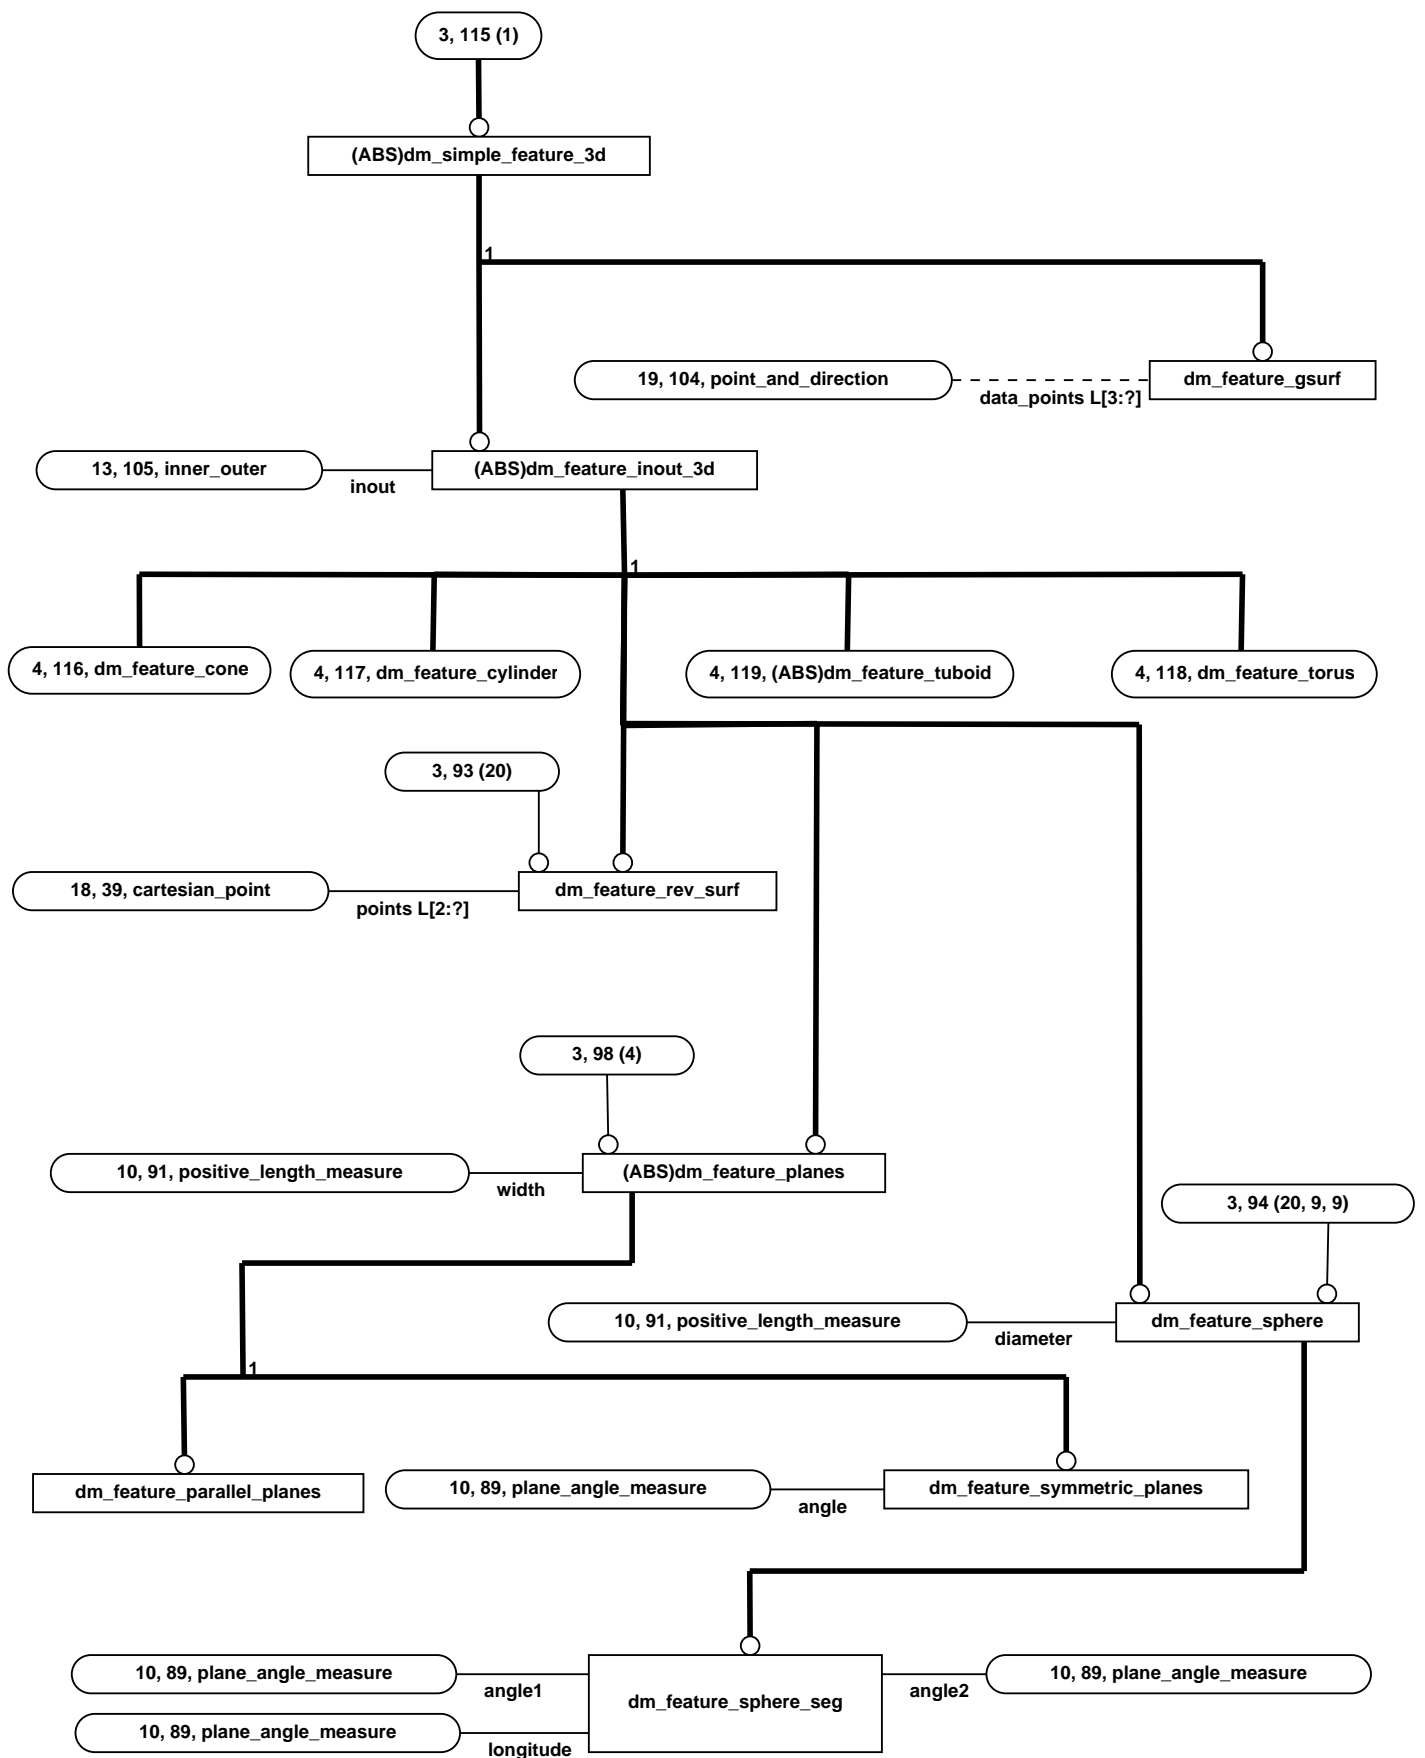 3, 115 (1)
(ABS)dm_simple_feature_3d
1
19, 104, point_and_direction
dm_feature_gsurf
data_points L[3:?]
13, 105, inner_outer
(ABS)dm_feature_inout_3d
inout
1
4, 116, dm_feature_cone
4, 117, dm_feature_cylinder
4, 119, (ABS)dm_feature_tuboid
4, 118, dm_feature_torus
3, 93 (20)
18, 39, cartesian_point
dm_feature_rev_surf
points L[2:?]
3, 98 (4)
10, 91, positive_length_measure
(ABS)dm_feature_planes
width
3, 94 (20, 9, 9)
10, 91, positive_length_measure
dm_feature_sphere
diameter
1
dm_feature_parallel_planes
10, 89, plane_angle_measure
dm_feature_symmetric_planes
angle
10, 89, plane_angle_measure
angle1
dm_feature_sphere_seg
angle2
10, 89, plane_angle_measure
10, 89, plane_angle_measure
longitude